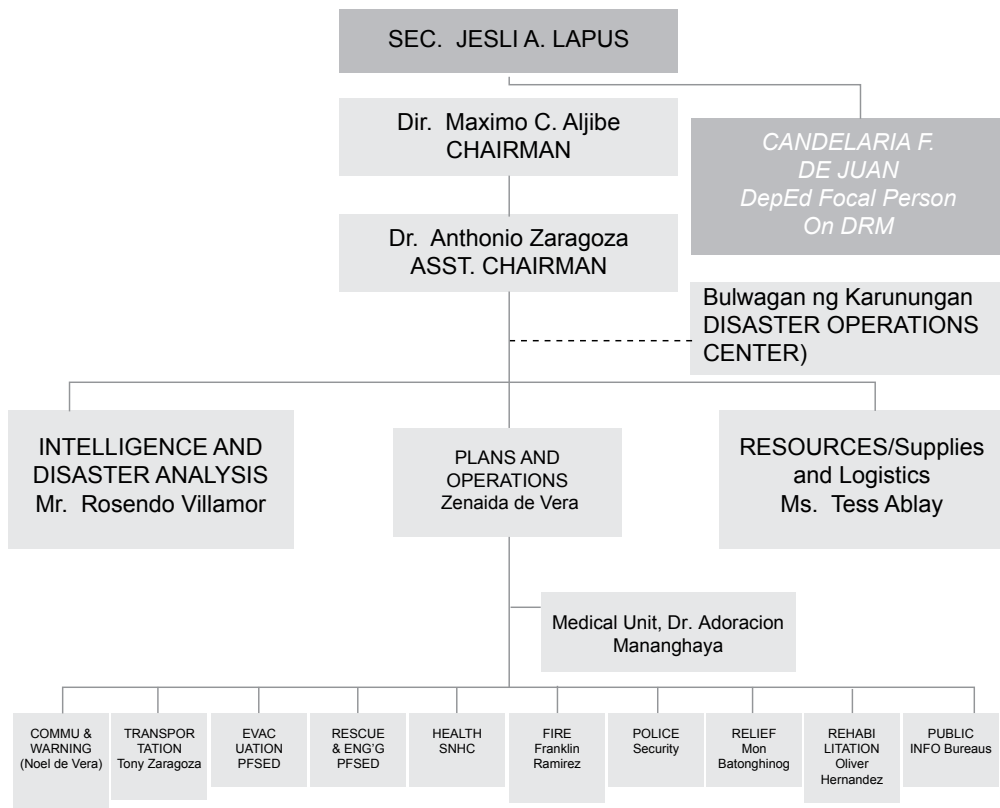 SEC. JESLI A. LAPUS
Dir. Maximo C. Aljibe
CHAIRMAN
CANDELARIA F.
DE JUAN
DepEd Focal Person
On DRM
Dr. Anthonio Zaragoza
ASST. CHAIRMAN
Bulwagan ng Karunungan
DISASTER OPERATIONS
CENTER)
INTELLIGENCE AND
DISASTER ANALYSIS
Mr. Rosendo Villamor
PLANS AND
OPERATIONS
Zenaida de Vera
RESOURCES/Supplies
and Logistics
Ms. Tess Ablay
Medical Unit, Dr. Adoracion
Mananghaya
COMMU &
WARNING
(Noel de Vera)
TRANSPOR
TATION
Tony Zaragoza
EVAC
UATION
PFSED
RESCUE
& ENG'G
PFSED
HEALTH
SNHC
FIRE
Franklin
Ramirez
POLICE
Security
RELIEF
Mon
Batonghinog
REHABI
LITATION
Oliver
Hernandez
PUBLIC
INFO Bureaus